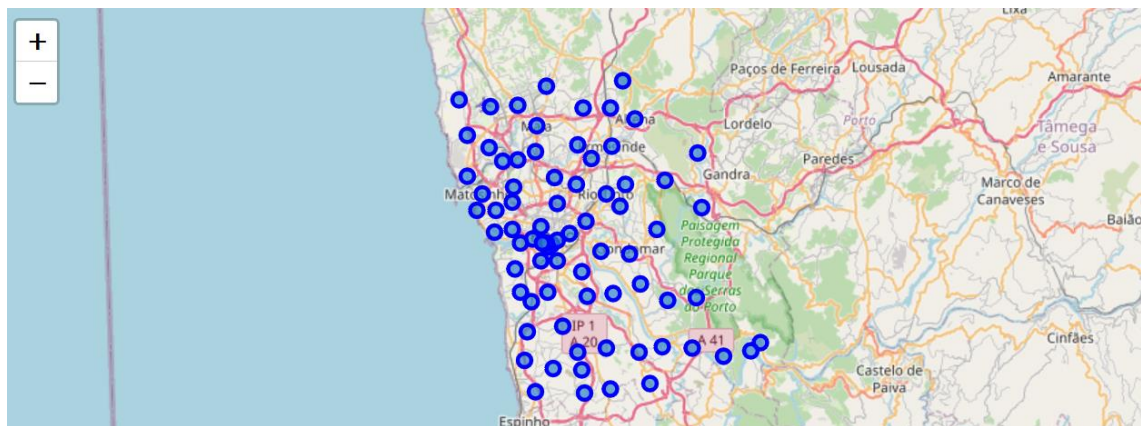 +
−
Lixa
Paços de Ferreira
Lousada
Amarante
Lordelo
Porto
Tâmega
e Sousa
Paredes
Gandra
Marco de
Canaveses
Baião
Paisagem
Protegida
Regional
Parque
das Serras
do Porto
IP 1
A 20
A 41
Cinfães
Castelo de
Paiva
Espinho